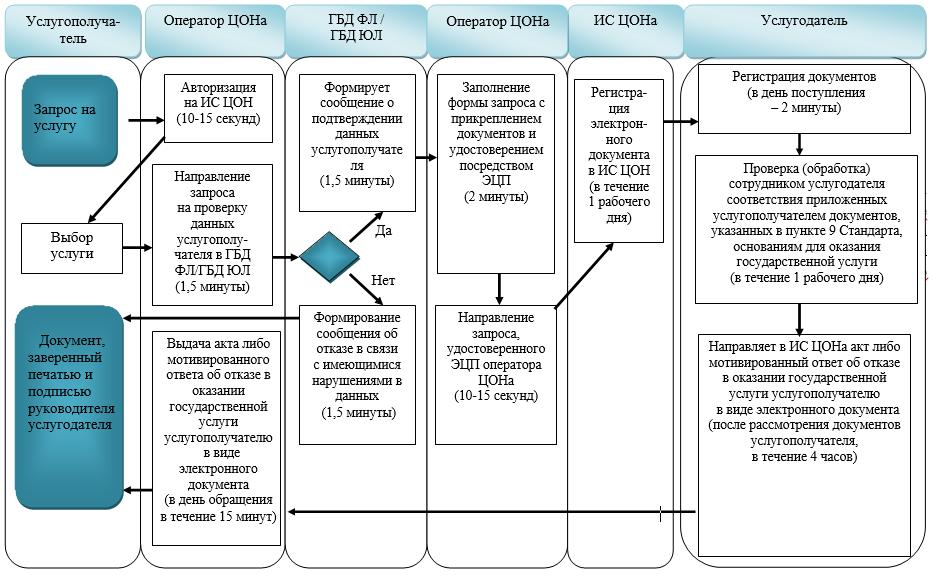 Услугополуча-
тель
Оператор ЦОНа
ГБД ФЛ /
ГБД ЮЛ
Оператор ЦОНа
ИС ЦОНа
Услугодатель
Запрос на
услугу
Авторизация
на ИС ЦОН
(10-15 секунд)
Выбор
услуги
Направление
запроса
на проверку
данных
услугополу-
чателя в ГБД
ФЛ/ГБД ЮЛ
(1,5 минуты)
Формирует
сообщение о
подтверждении
данных
услугополучате
ля
(1,5 минуты)
Да
Нет
Формирование
сообщения об
отказе в связи
с имеющимися
нарушениями в
данных
(1,5 минуты)
Заполнение
формы запроса с
прикреплением
документов и
удостоверением
посредством
ЭЦП
(2 минуты)
Направление
запроса,
удостоверенного
ЭЦП оператора
ЦОНа
(10-15 секунд)
Регистра-
ция
электрон-
ного
документа
в ИС ЦОН
(в течение
1 рабочего
дня)
Регистрация документов
(в день поступления
– 2 минуты)
Проверка (обработка)
сотрудником услугодателя
соответствия приложенных
услугополучателем документов,
указанных в пункте 9 Стандарта,
основаниям для оказания
государственной услуги
(в течение 1 рабочего дня)
Направляет в ИС ЦОНа акт либо
мотивированный ответ об отказе
в оказании государственной
услуги услугополучателю
в виде электронного документа
(после рассмотрения документов
услугополучателя,
в течение 4 часов)
Выдача акта либо
мотивированного
ответа об отказе в
оказании
государственной
услуги
услугополучателю
в виде
электронного
документа
(в день обращения
в течение 15 минут)
Документ,
заверенный
печатью и
подписью
руководителя
услугодателя